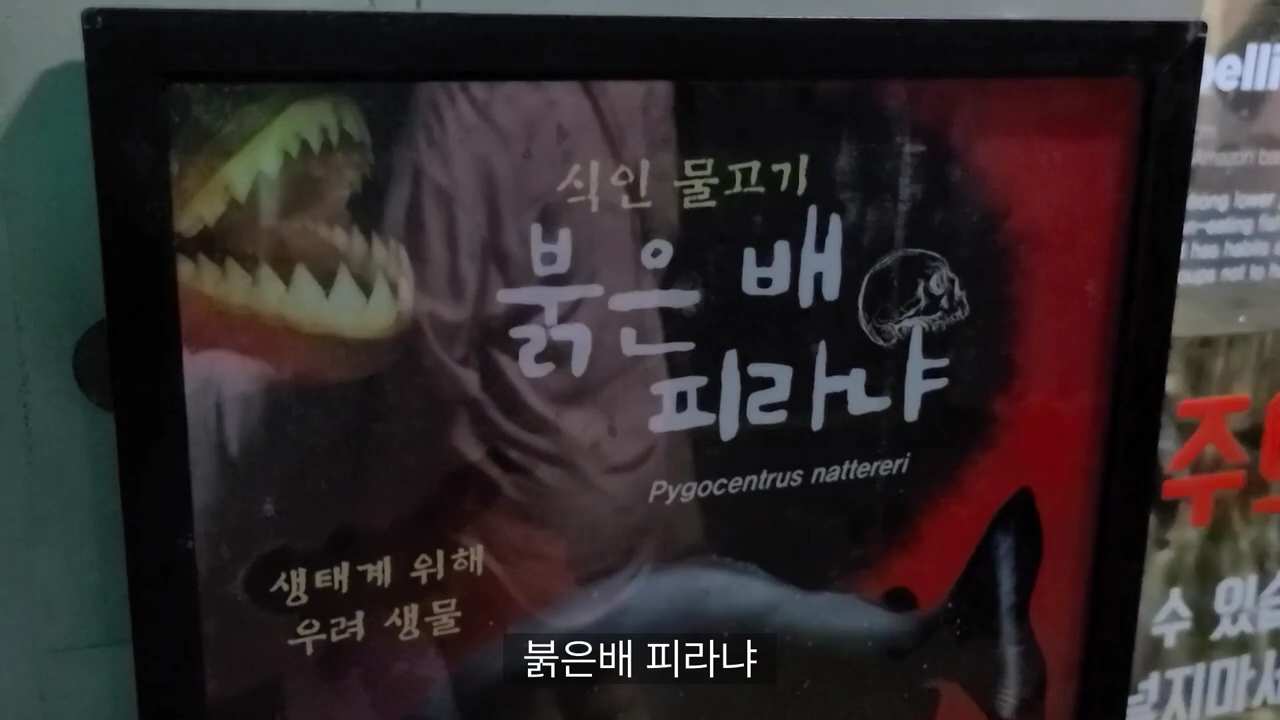 식인 물고기
붉은 배
피라냐
Pygocentrus nattereri
생태계 위해
우려 생물
붉은배 피라냐
수 있습